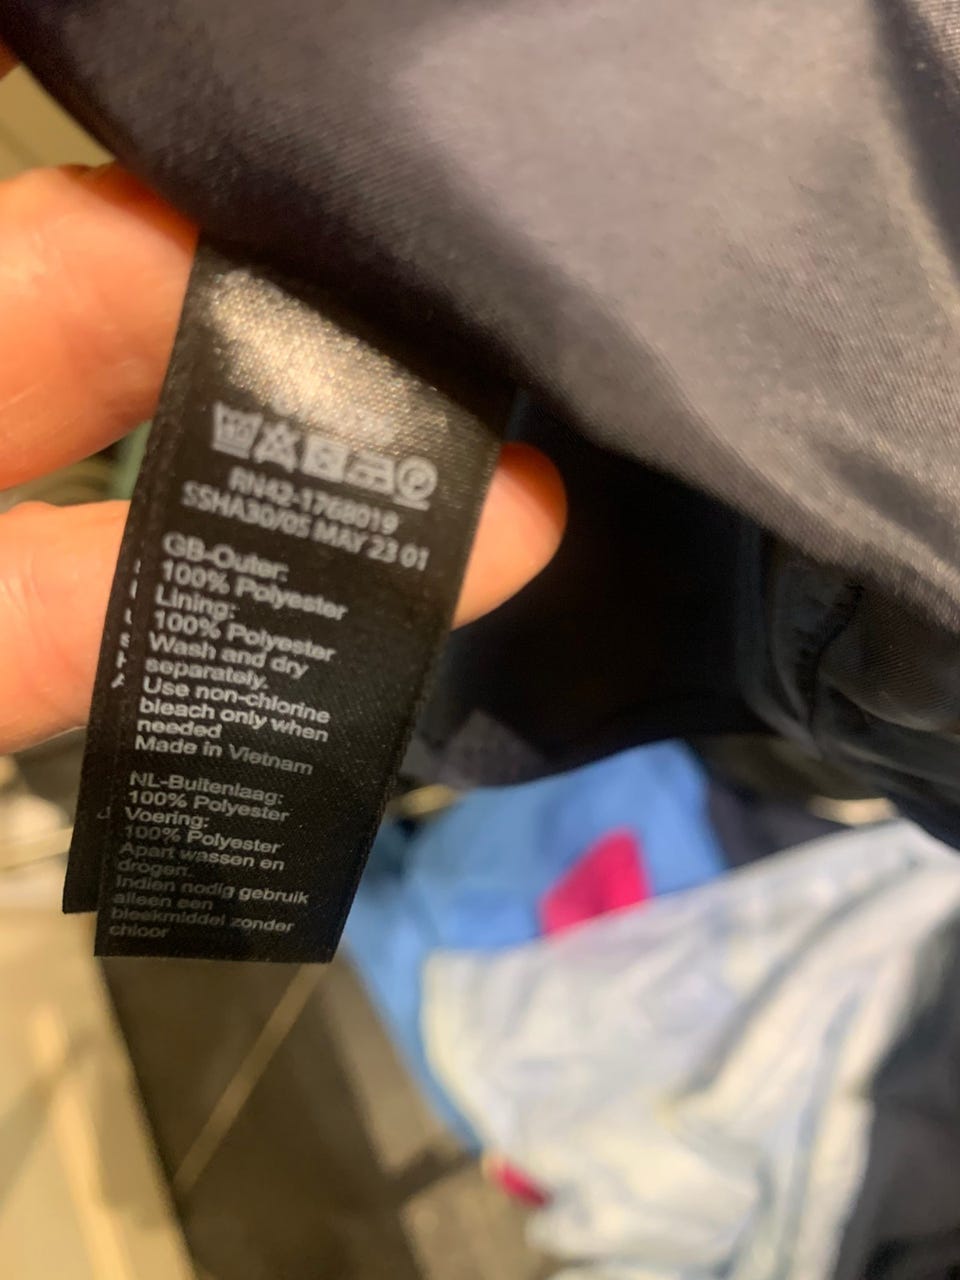 RN42-1768019
SSHA30/05 MAY 23 01
GB-Outer:
100% Polyester
Lining:
100% Polyester
Wash and dry
separately.
Use non-chlorine
bleach only when
needed
Made in Vietnam
NL-Buitenlaag:
100% Polyester
Voering:
100% Polyester
Apart wassen en
drogen.
Indien nodig gebruik
alleen een
bleekmiddel zonder
chloor